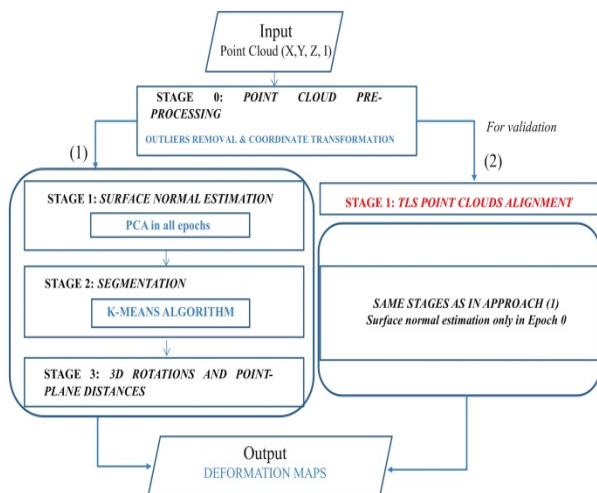 Input
Point Cloud (X,Y, Z, I)
STAGE 0: POINT CLOUD PRE-
PROCESSING
OUTLIERS REMOVAL & COORDINATE TRANSFORMATION
For validation
(1)
(2)
STAGE 1: SURFACE NORMAL ESTIMATION
PCA in all epochs
STAGE 2: SEGMENTATION
K-MEANS ALGORITHM
STAGE 3: 3D ROTATIONS AND POINT-
PLANE DISTANCES
STAGE 1: TLS POINT CLOUDS ALIGNMENT
SAME STAGES AS IN APPROACH (1)
Surface normal estimation only in Epoch 0
Output
DEFORMATION MAPS